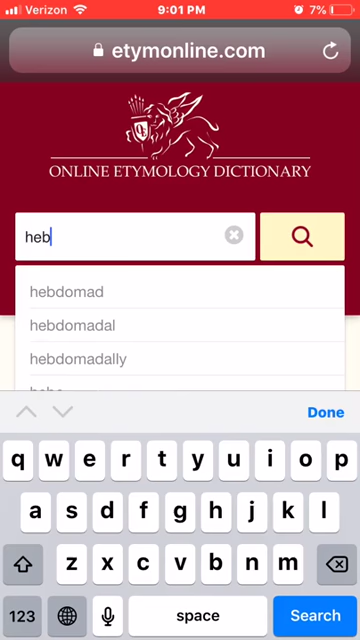 Verizon 9:01 PM 7%
etymonline.com
ONLINE ETYMOLOGY DICTIONARY
heb
hebdomad
hebdomadal
hebdomadally
Done
q w e r t y u i o p
a s d f g h j k l
z x c v b n m
123 space Search